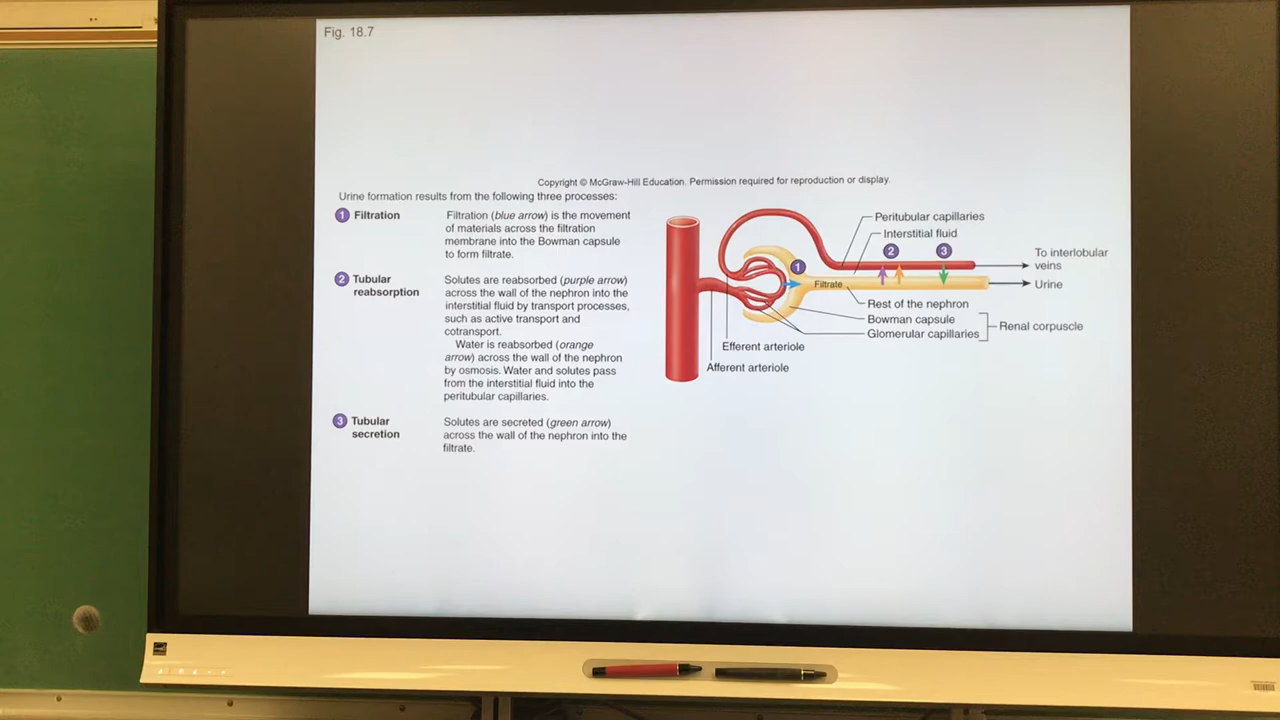 Fig. 18.7
Copyright © McGraw-Hill Education. Permission required for reproduction or display.
Urine formation results from the following three processes:
1 Filtration
Filtration (blue arrow) is the movement
of materials across the filtration
membrane into the Bowman capsule
to form filtrate.
2 Tubular
reabsorption
Solutes are reabsorbed (purple arrow)
across the wall of the nephron into the
interstitial fluid by transport processes,
such as active transport and
cotransport.
Water is reabsorbed (orange
arrow) across the wall of the nephron
by osmosis. Water and solutes pass
from the interstitial fluid into the
peritubular capillaries.
3 Tubular
secretion
Solutes are secreted (green arrow)
across the wall of the nephron into the
filtrate.
Peritubular capillaries
Interstitial fluid
2 3
To interlobular
veins
1
Filtrate
Urine
Rest of the nephron
Bowman capsule
Glomerular capillaries
Renal corpuscle
Efferent arteriole
Afferent arteriole